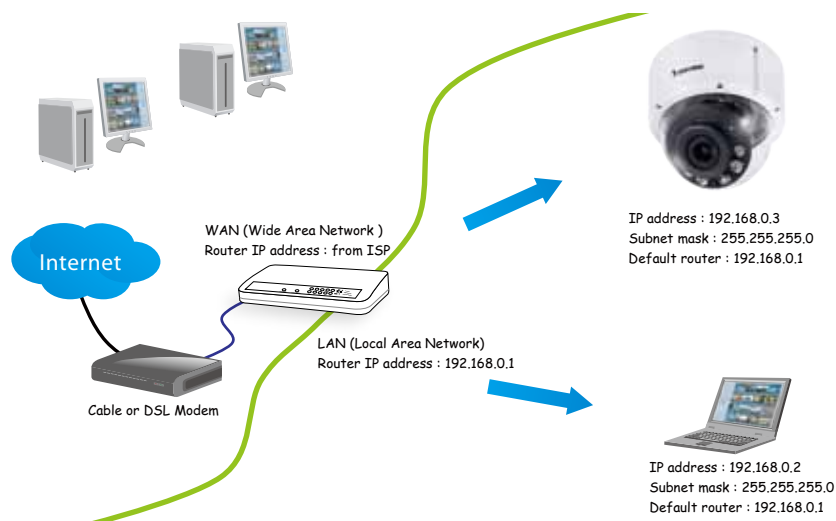 WAN (Wide Area Network )
Router IP address : from ISP
Internet
LAN (Local Area Network)
Router IP address : 192.168.0.1
Cable or DSL Modem
IP address : 192.168.0.3
Subnet mask : 255.255.255.0
Default router : 192.168.0.1
IP address : 192.168.0.2
Subnet mask : 255.255.255.0
Default router : 192.168.0.1